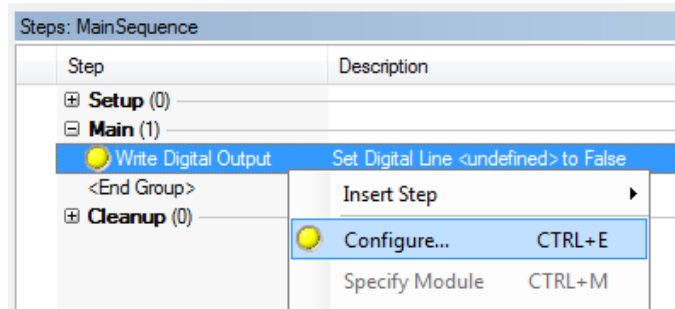 Steps: MainSequence
Step Description
Setup (0)
Main (1)
Write Digital Output Set Digital Line <undefined> to False
<End Group>
Insert Step
Cleanup (0)
Configure... CTRL+E
Specify Module CTRL+M